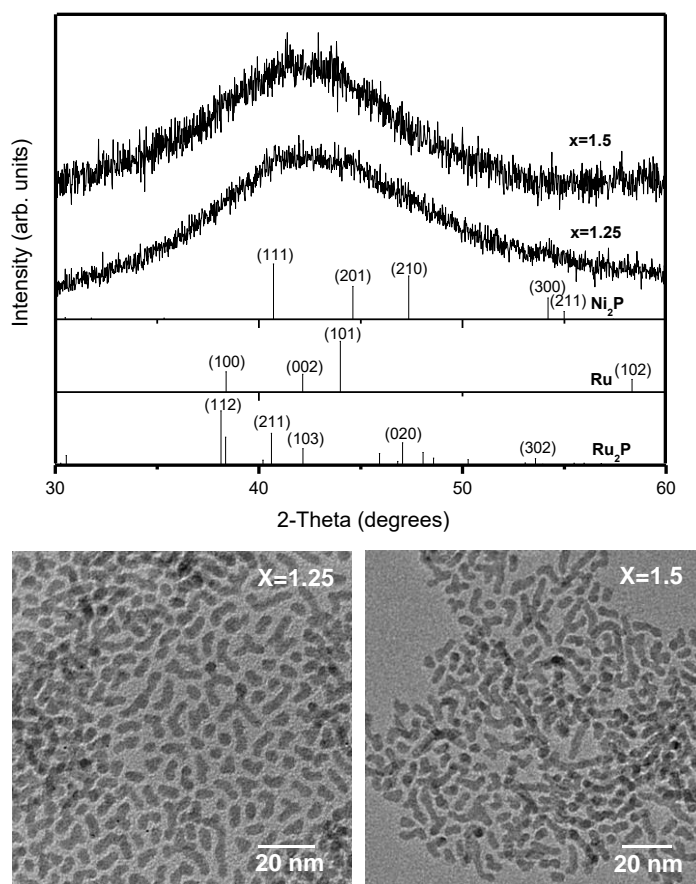 Intensity (arb. units)
x=1.5
x=1.25
(111)
(201)
(210)
(300)
(211)
Ni2P
(100)
(002)
(101)
(102)
Ru
(112)
(211)
(103)
(020)
(302)
Ru2P
30 40 50 60
2-Theta (degrees)
X=1.25
20 nm
X=1.5
20 nm